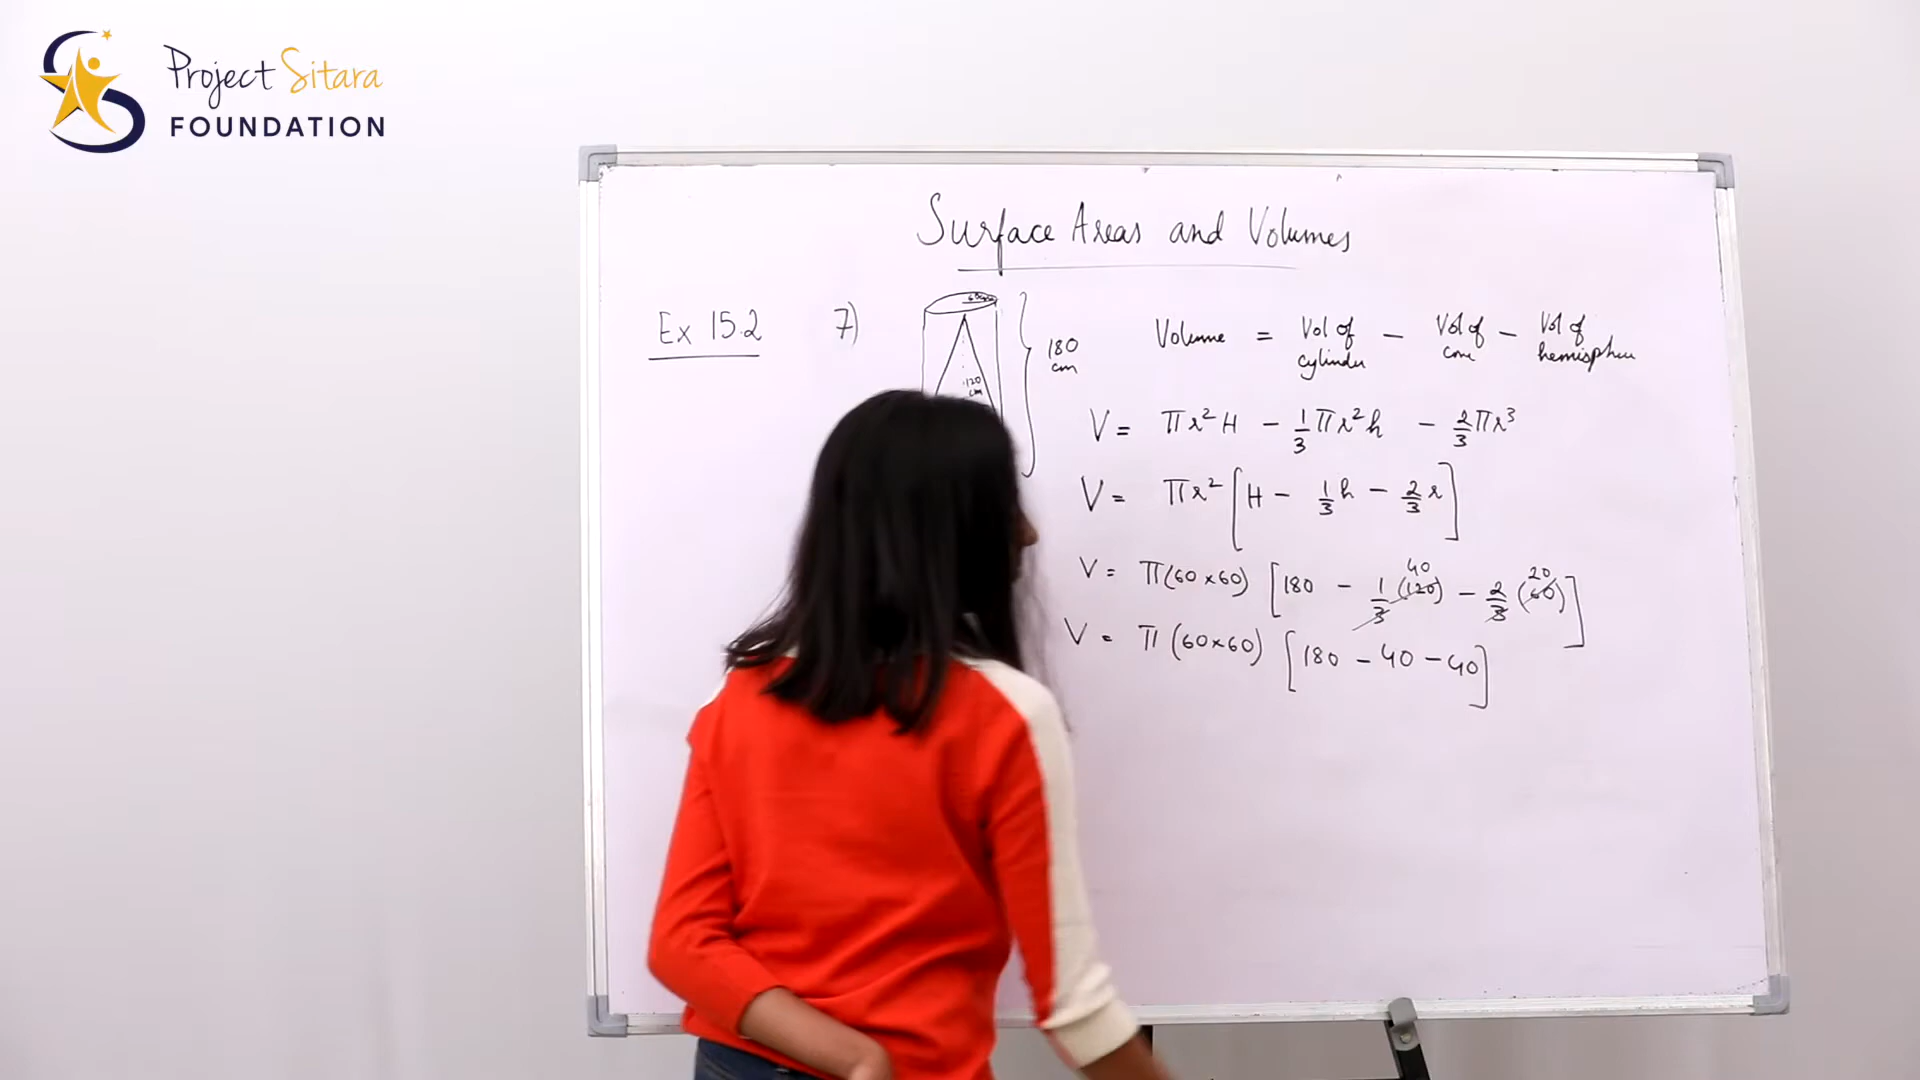 Project Sitara
FOUNDATION
Surface Areas and Volumes
Ex 15.2
7)
180
cm
120
cm
Volume = Vol of cylinder - Vol of cone - Vol of hemisphere
V = πr²H - 1/3 πr²h - 2/3 πr³
V = πr² [H - 1/3 h - 2/3 r]
40 20
V = π(60×60) [180 - 1/3 (120) - 2/3 (60)]
V = π (60×60) [180 - 40 - 40]